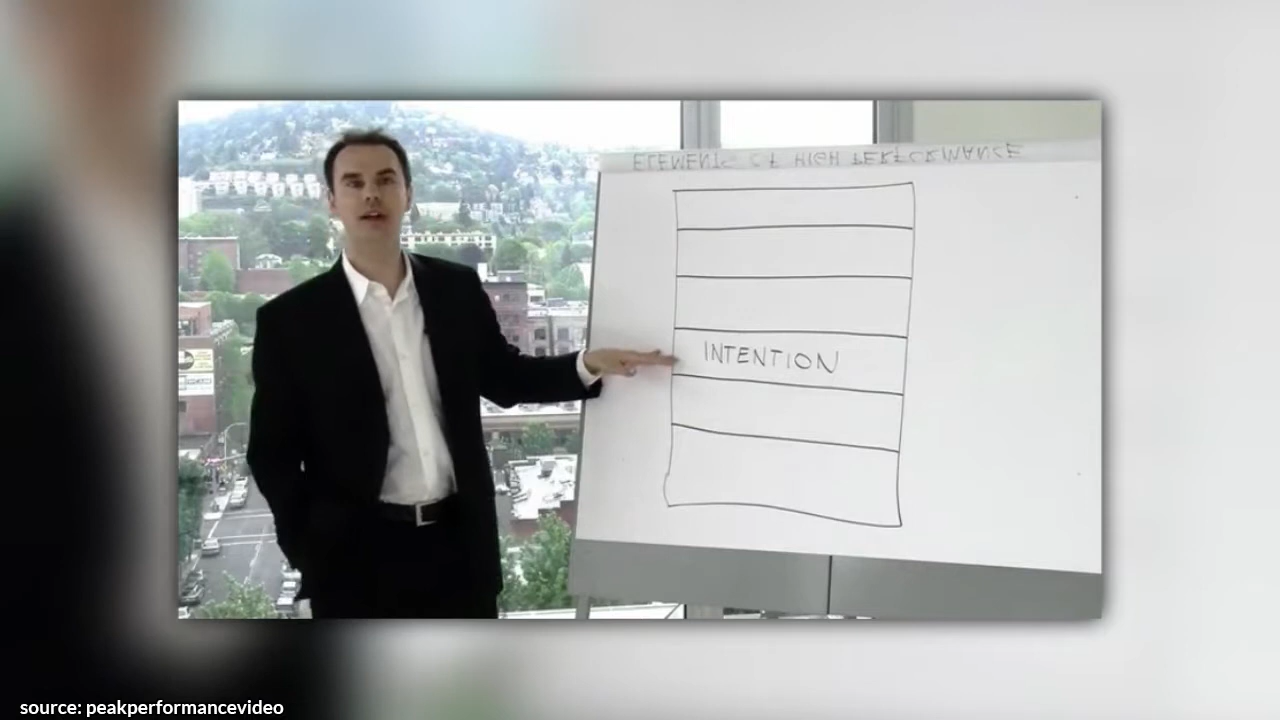 ELEMENTS OF HIGH PERFORMANCE
INTENTION
source: peakperformancevideo